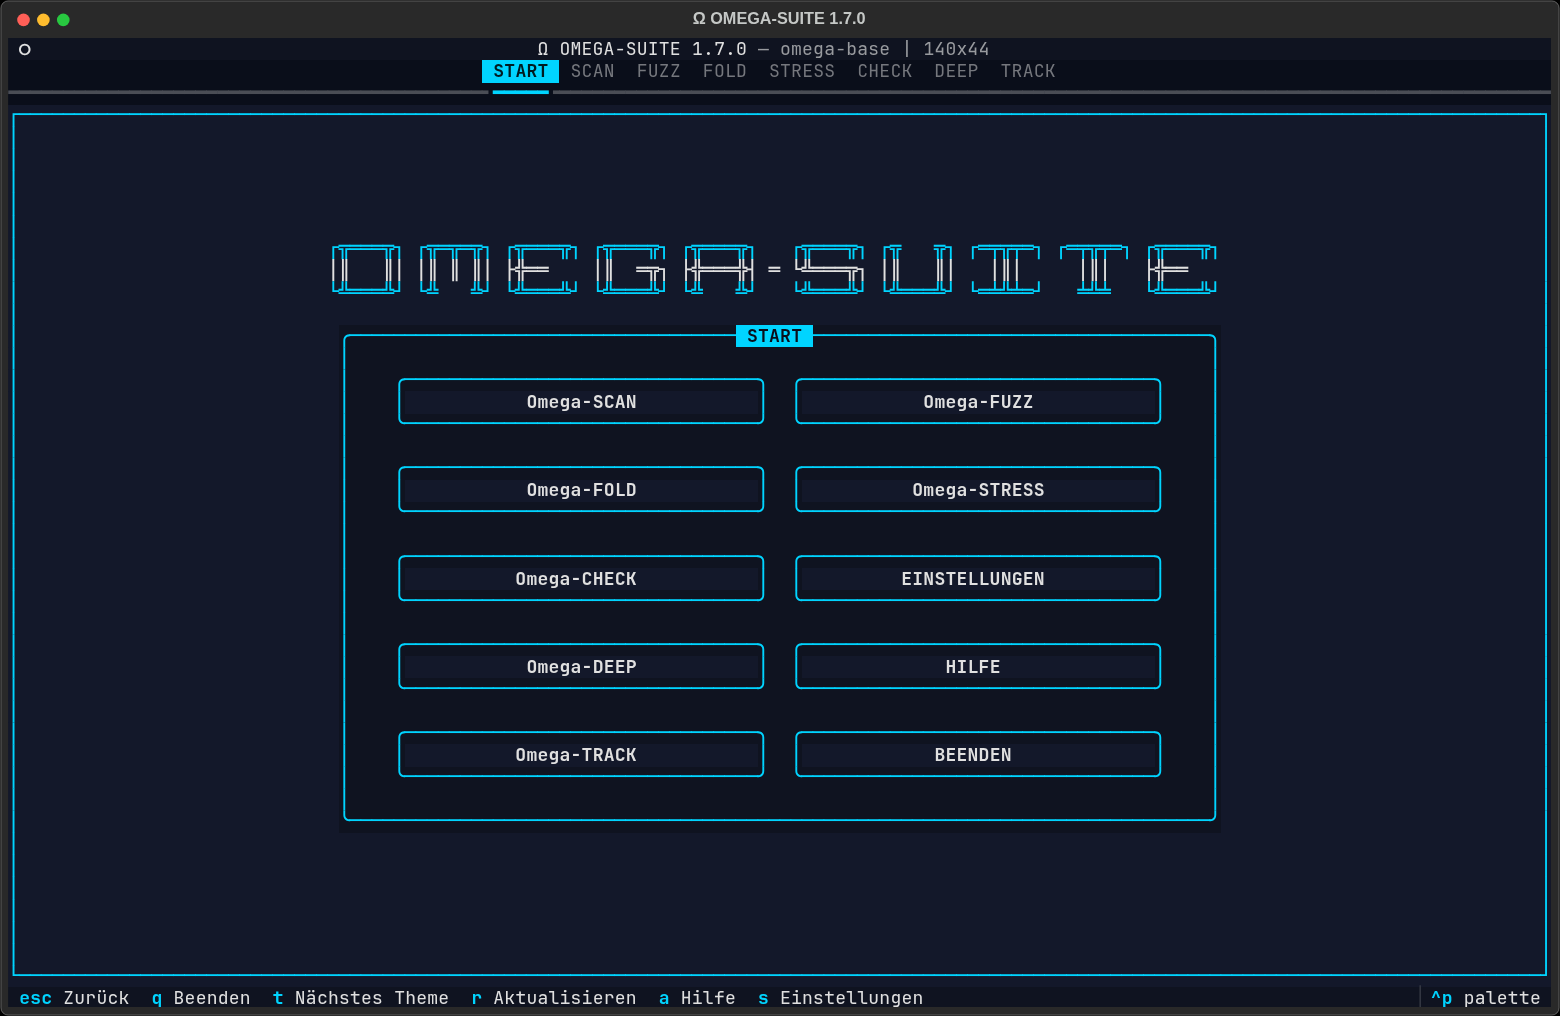 Ω OMEGA-SUITE 1.7.0
Ω OMEGA-SUITE 1.7.0 — omega-base | 140x44
START SCAN FUZZ FOLD STRESS CHECK DEEP TRACK
OMEGA-SUITE
START
Omega-SCAN Omega-FUZZ
Omega-FOLD Omega-STRESS
Omega-CHECK EINSTELLUNGEN
Omega-DEEP HILFE
Omega-TRACK BEENDEN
esc Zurück q Beenden t Nächstes Theme r Aktualisieren a Hilfe s Einstellungen ^p palette